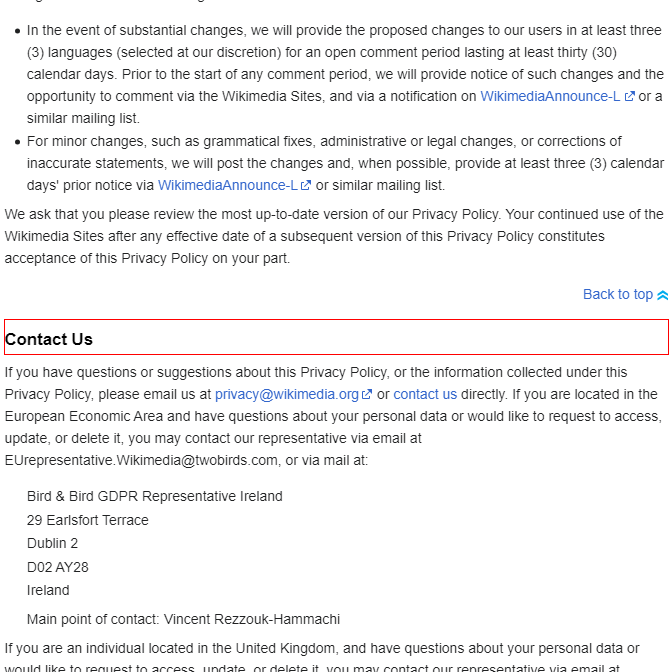 In the event of substantial changes, we will provide the proposed changes to our users in at least three
(3) languages (selected at our discretion) for an open comment period lasting at least thirty (30)
calendar days. Prior to the start of any comment period, we will provide notice of such changes and the
opportunity to comment via the Wikimedia Sites, and via a notification on WikimediaAnnounce-L or a
similar mailing list.
For minor changes, such as grammatical fixes, administrative or legal changes, or corrections of
inaccurate statements, we will post the changes and, when possible, provide at least three (3) calendar
days' prior notice via WikimediaAnnounce-L or similar mailing list.
We ask that you please review the most up-to-date version of our Privacy Policy. Your continued use of the
Wikimedia Sites after any effective date of a subsequent version of this Privacy Policy constitutes
acceptance of this Privacy Policy on your part.
Back to top
Contact Us
If you have questions or suggestions about this Privacy Policy, or the information collected under this
Privacy Policy, please email us at privacy@wikimedia.org or contact us directly. If you are located in the
European Economic Area and have questions about your personal data or would like to request to access,
update, or delete it, you may contact our representative via email at
EUrepresentative.Wikimedia@twobirds.com, or via mail at:
Bird & Bird GDPR Representative Ireland
29 Earlsfort Terrace
Dublin 2
D02 AY28
Ireland
Main point of contact: Vincent Rezzouk-Hammachi
If you are an individual located in the United Kingdom, and have questions about your personal data or
would like to request to access, update, or delete it, you may contact our representative via email at